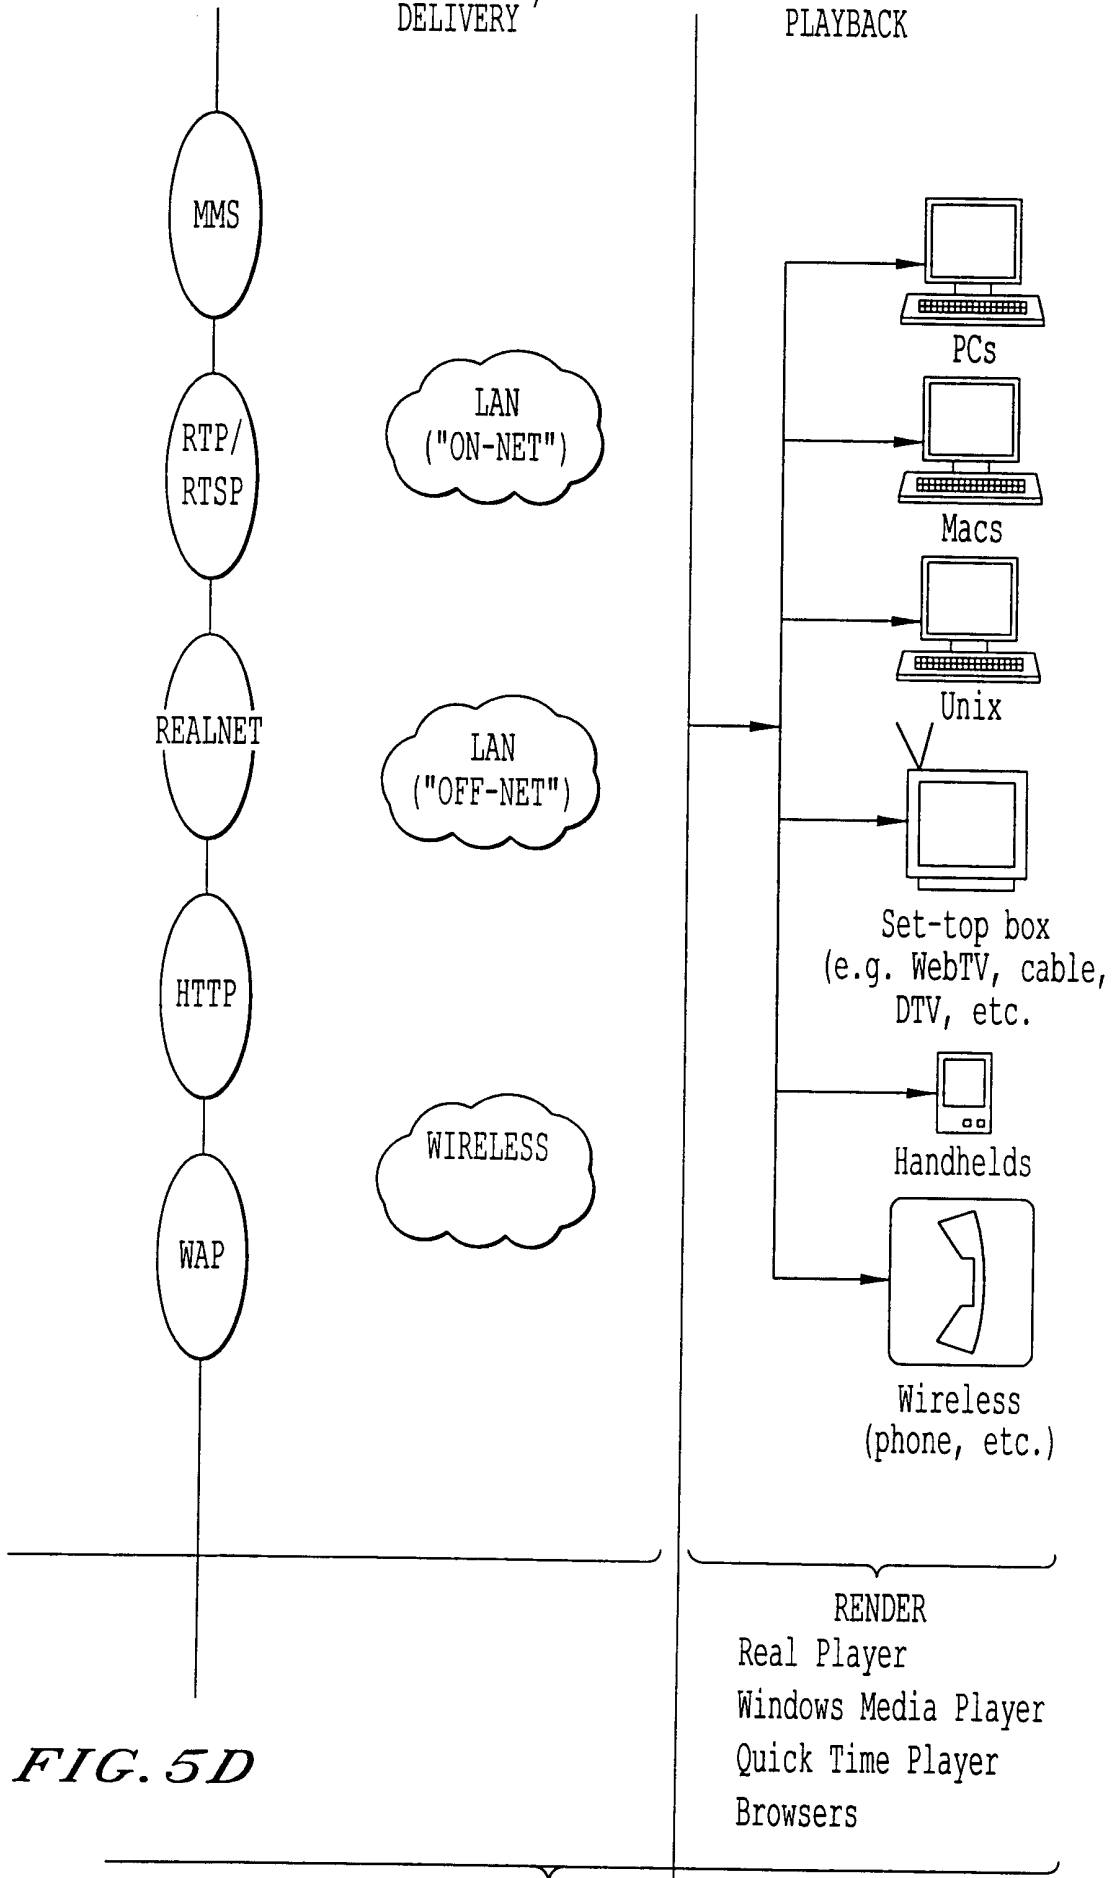 DELIVERY
PLAYBACK
MMS
RTP/
RTSP
REALNET
HTTP
WAP
LAN
("ON-NET")
LAN
("OFF-NET")
WIRELESS
PCs
Macs
Unix
Set-top box
(e.g. WebTV, cable,
DTV, etc.
Handhelds
Wireless
(phone, etc.)
RENDER
Real Player
Windows Media Player
Quick Time Player
Browsers
FIG. 5D